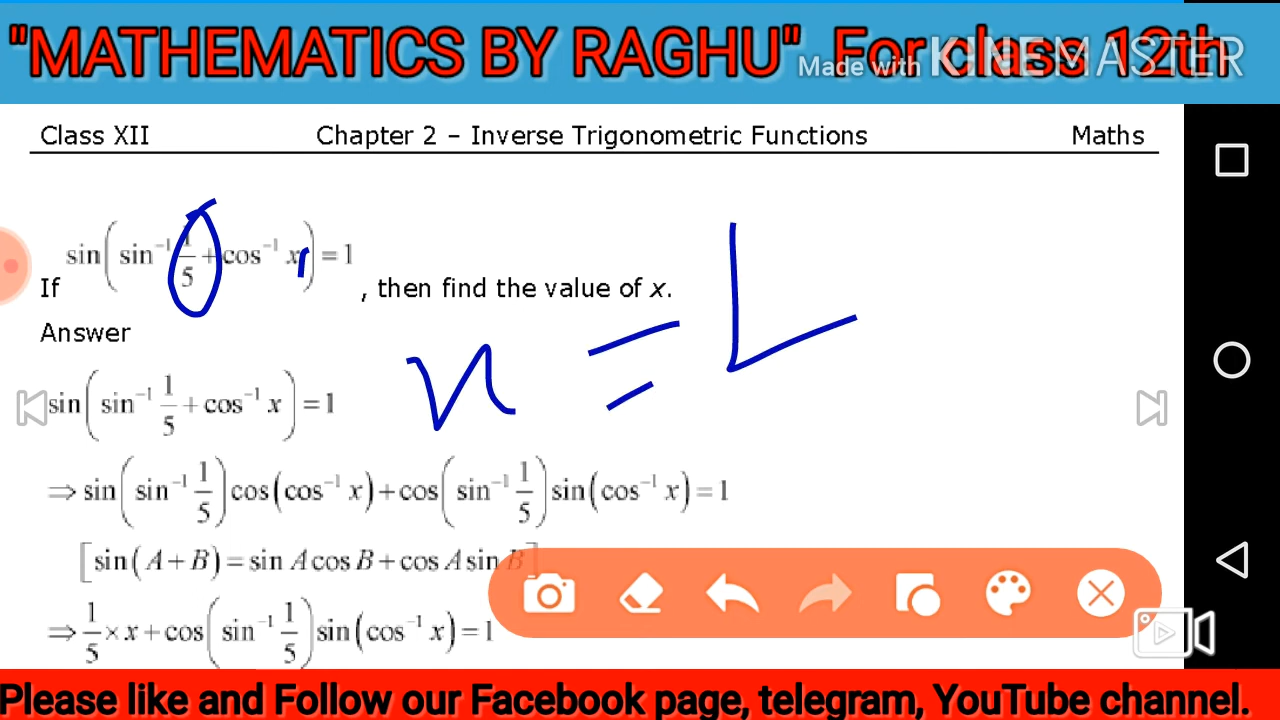 "MATHEMATICS BY RAGHU" For class 12th
Made with KINEMASTER
Class XII Chapter 2 – Inverse Trigonometric Functions Maths
If sin(sin⁻¹ 1/5 + cos⁻¹ x) = 1, then find the value of x.
x =
Answer
sin(sin⁻¹ 1/5 + cos⁻¹ x) = 1
⇒ sin(sin⁻¹ 1/5) cos(cos⁻¹ x) + cos(sin⁻¹ 1/5) sin(cos⁻¹ x) = 1
[sin(A + B) = sin A cos B + cos A sin B]
⇒ 1/5 × x + cos(sin⁻¹ 1/5) sin(cos⁻¹ x) = 1
Please like and Follow our Facebook page, telegram, YouTube channel.